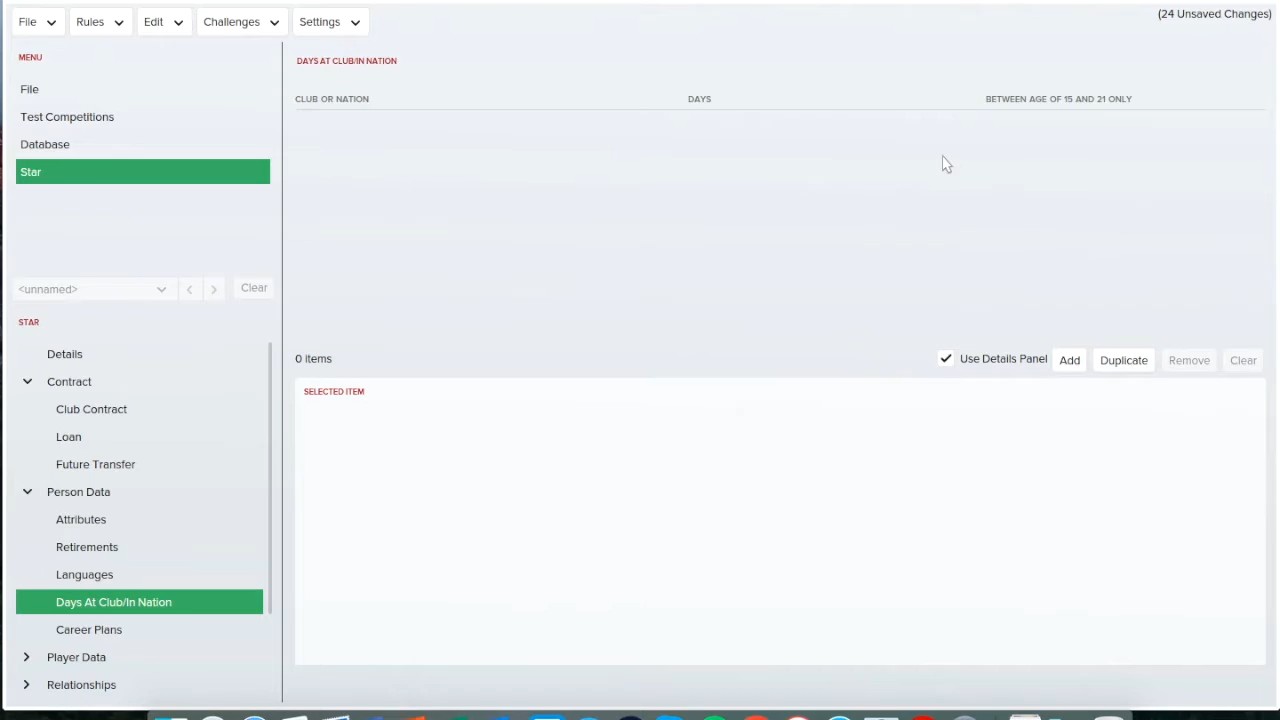 File Rules Edit Challenges Settings (24 Unsaved Changes)
MENU
File
Test Competitions
Database
Star
<unnamed> Clear
STAR
Details
Contract
Club Contract
Loan
Future Transfer
Person Data
Attributes
Retirements
Languages
Days At Club/In Nation
Career Plans
Player Data
Relationships
DAYS AT CLUB/IN NATION
CLUB OR NATION DAYS BETWEEN AGE OF 15 AND 21 ONLY
0 items Use Details Panel Add Duplicate Remove Clear
SELECTED ITEM